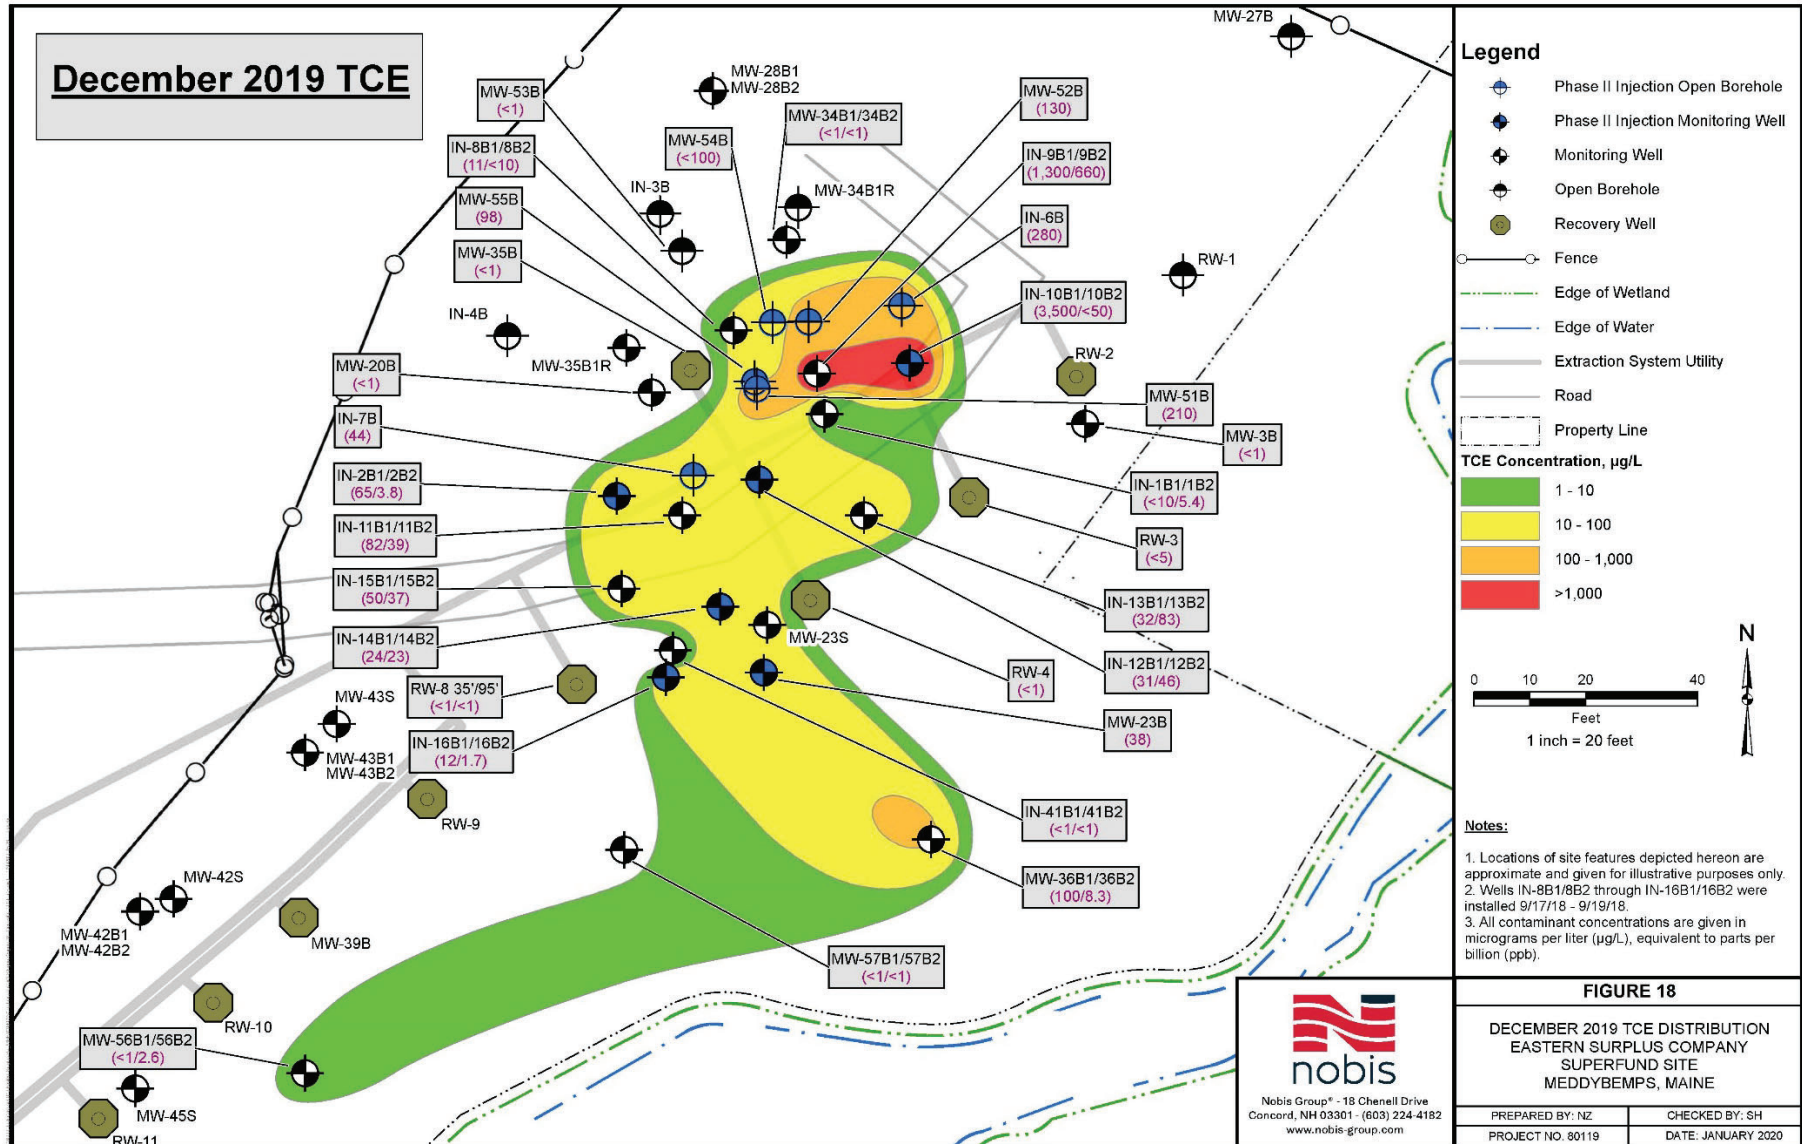 December 2019 TCE
MW-27B
MW-28B1
MW-28B2
MW-53B
(<1)
MW-34B1/34B2
(<1/<1)
MW-52B
(130)
IN-8B1/8B2
(11/<10)
MW-54B
(<100)
IN-9B1/9B2
(1,300/660)
IN-3B
MW-34B1R
MW-55B
(98)
IN-6B
(280)
MW-35B
(<1)
RW-1
IN-10B1/10B2
(3,500/<50)
IN-4B
MW-35B1R
RW-2
MW-20B
(<1)
MW-51B
(210)
IN-7B
(44)
MW-3B
(<1)
IN-2B1/2B2
(65/3.8)
IN-1B1/1B2
(<10/5.4)
IN-11B1/11B2
(82/39)
RW-3
(<5)
IN-15B1/15B2
(50/37)
IN-13B1/13B2
(32/83)
IN-14B1/14B2
(24/23)
MW-23S
RW-4
(<1)
IN-12B1/12B2
(31/46)
RW-8 35'/95'
(<1/<1)
MW-43S
MW-23B
(38)
IN-16B1/16B2
(12/1.7)
MW-43B1
MW-43B2
RW-9
IN-41B1/41B2
(<1/<1)
MW-36B1/36B2
(100/8.3)
MW-42S
MW-42B1
MW-42B2
MW-39B
MW-57B1/57B2
(<1/<1)
RW-10
MW-56B1/56B2
(<1/2.6)
MW-45S
RW-11
Legend
Phase II Injection Open Borehole
Phase II Injection Monitoring Well
Monitoring Well
Open Borehole
Recovery Well
Fence
Edge of Wetland
Edge of Water
Extraction System Utility
Road
Property Line
TCE Concentration, µg/L
1 - 10
10 - 100
100 - 1,000
>1,000
N
0 10 20 40
Feet
1 inch = 20 feet
Notes:
1. Locations of site features depicted hereon are
approximate and given for illustrative purposes only.
2. Wells IN-8B1/8B2 through IN-16B1/16B2 were
installed 9/17/18 - 9/19/18.
3. All contaminant concentrations are given in
micrograms per liter (µg/L), equivalent to parts per
billion (ppb).
nobis
Nobis Group® - 18 Chenell Drive
Concord, NH 03301 - (603) 224-4182
www.nobis-group.com
FIGURE 18
DECEMBER 2019 TCE DISTRIBUTION
EASTERN SURPLUS COMPANY
SUPERFUND SITE
MEDDYBEMPS, MAINE
PREPARED BY: NZ CHECKED BY: SH
PROJECT NO. 80119 DATE: JANUARY 2020